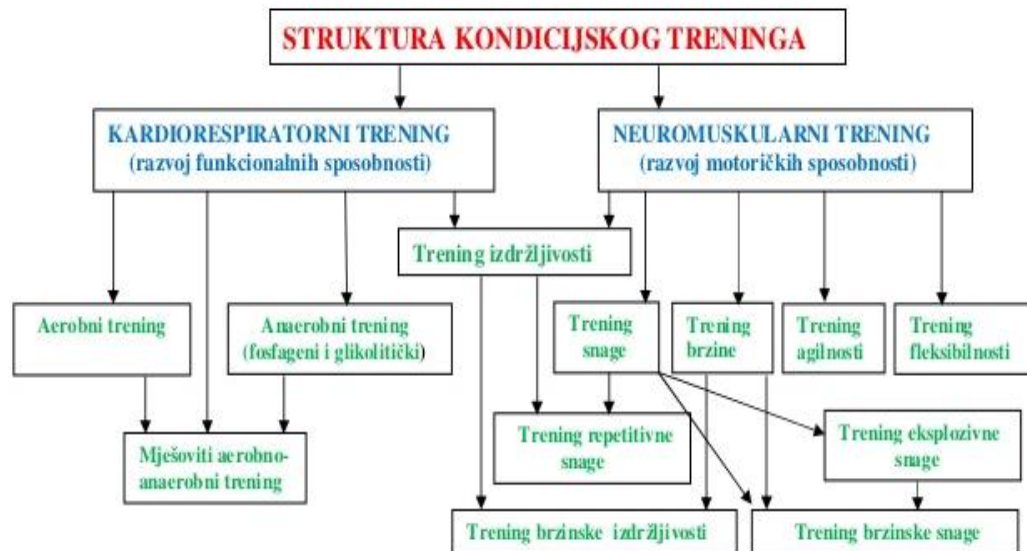 STRUKTURA KONDICIJSKOG TRENINGA
KARDIORESPIRATORNI TRENING
(razvoj funkcionalnih sposobnosti)
NEUROMUSKULARNI TRENING
(razvoj motoričkih sposobnosti)
Trening izdržljivosti
Aerobni trening
Anaerobni trening
(fosfageni i glikolitički)
Trening
snage
Trening
brzine
Trening
agilnosti
Trening
fleksibilnosti
Mješoviti aerobno-
anaerobni trening
Trening repetitivne
snage
Trening eksplozivne
snage
Trening brzinske izdržljivosti
Trening brzinske snage